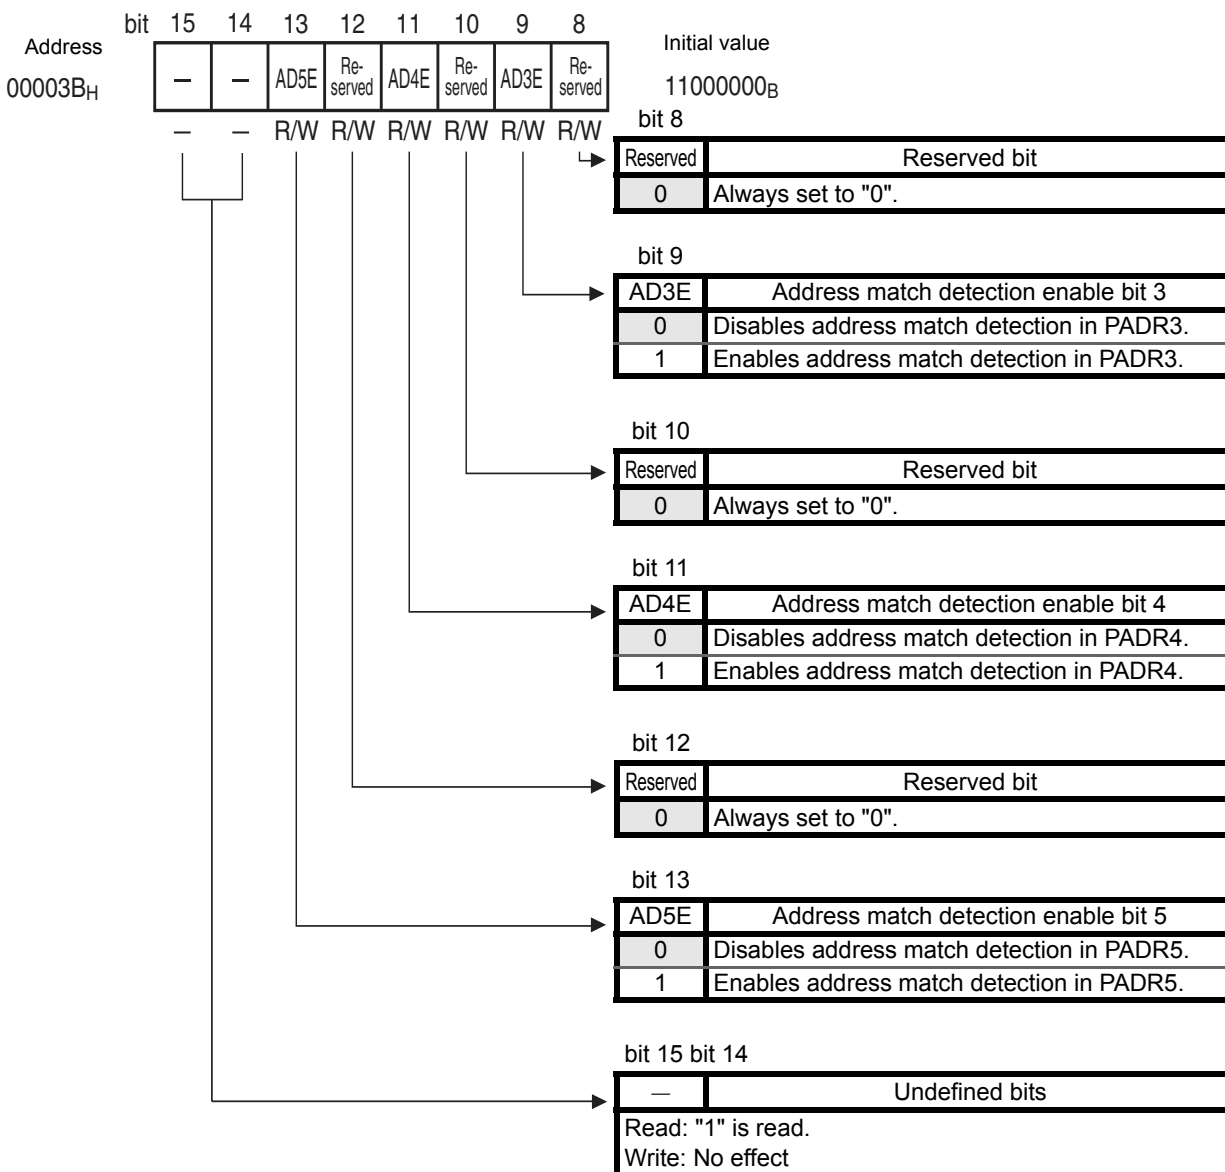 bit 15 14 13 12 11 10 9 8
Address
Initial value
00003BH
— — AD5E Re-served AD4E Re-served AD3E Re-served
11000000B
— — R/W R/W R/W R/W R/W R/W
bit 8
Reserved Reserved bit
0 Always set to "0".
bit 9
AD3E Address match detection enable bit 3
0 Disables address match detection in PADR3.
1 Enables address match detection in PADR3.
bit 10
Reserved Reserved bit
0 Always set to "0".
bit 11
AD4E Address match detection enable bit 4
0 Disables address match detection in PADR4.
1 Enables address match detection in PADR4.
bit 12
Reserved Reserved bit
0 Always set to "0".
bit 13
AD5E Address match detection enable bit 5
0 Disables address match detection in PADR5.
1 Enables address match detection in PADR5.
bit 15 bit 14
— Undefined bits
Read: "1" is read.
Write: No effect